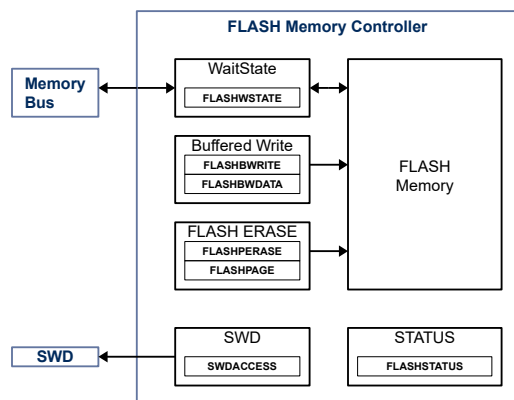 FLASH Memory Controller
Memory
Bus
WaitState
FLASHWSTATE
Buffered Write
FLASHBWRITE
FLASHBWDATA
FLASH
Memory
FLASH ERASE
FLASHPERASE
FLASHPAGE
SWD
SWD
SWDACCESS
STATUS
FLASHSTATUS